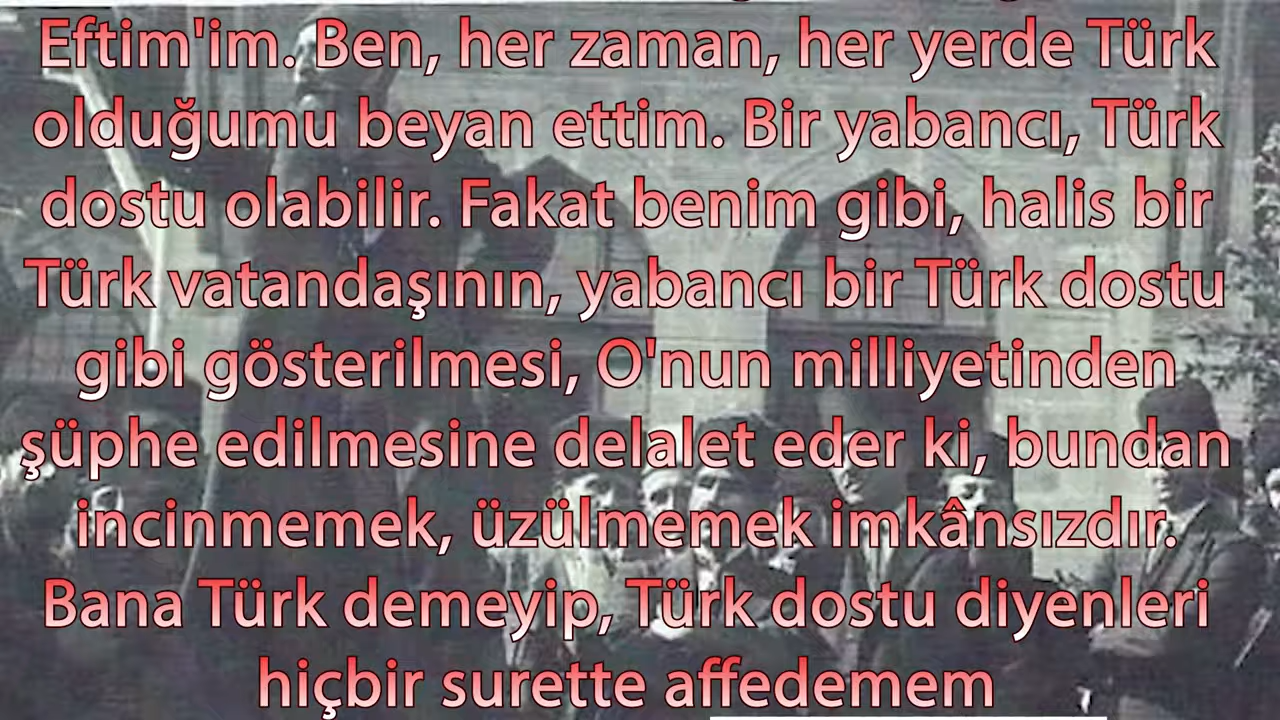 Eftim'im. Ben, her zaman, her yerde Türk
olduğumu beyan ettim. Bir yabancı, Türk
dostu olabilir. Fakat benim gibi, halis bir
Türk vatandaşının, yabancı bir Türk dostu
gibi gösterilmesi, O'nun milliyetinden
şüphe edilmesine delalet eder ki, bundan
incinmemek, üzülmemek imkânsızdır.
Bana Türk demeyip, Türk dostu diyenleri
hiçbir surette affedemem